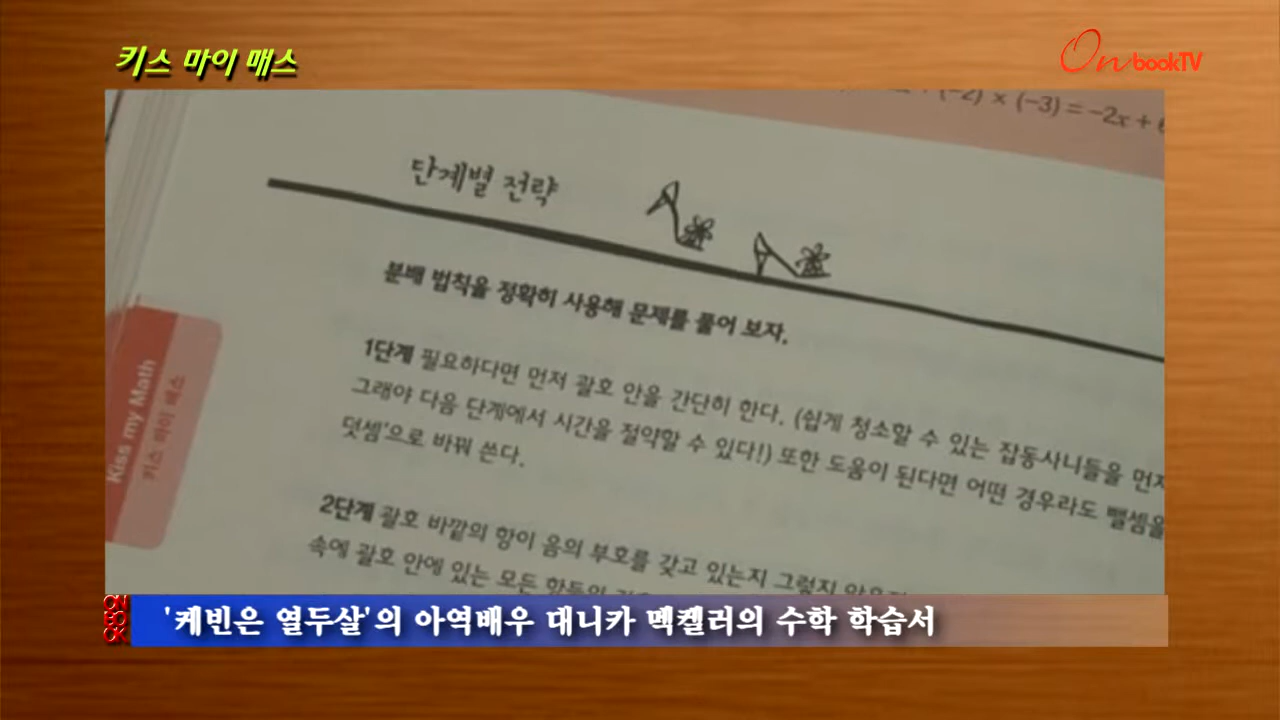 키스 마이 매스
On bookTV
(−2) × (−3) = −2x + 6
단계별 전략
분배 법칙을 정확히 사용해 문제를 풀어 보자.
1단계 필요하다면 먼저 괄호 안을 간단히 한다. (쉽게 청소할 수 있는 잡동사니들을 먼저
그래야 다음 단계에서 시간을 절약할 수 있다!) 또한 도움이 된다면 어떤 경우라도 뺄셈을
덧셈'으로 바꿔 쓴다.
2단계 괄호 바깥의 항이 음의 부호를 갖고 있는지 그렇지
속에 괄호 안에 있는 모든 항들의
Kiss my Math
키스 마이 매스
'케빈은 열두살'의 아역배우 대니카 멕켈러의 수학 학습서